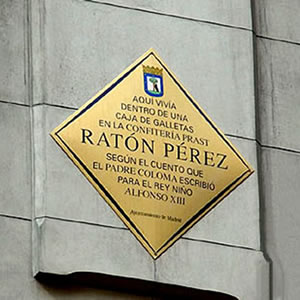 AQUI VIVÍA
DENTRO DE UNA
CAJA DE GALLETAS
EN LA CONFITERÍA PRAST
RATÓN PÉREZ
SEGÚN EL CUENTO QUE
EL PADRE COLOMA ESCRIBIÓ
PARA EL REY NIÑO
ALFONSO XIII
Ayuntamiento de Madrid